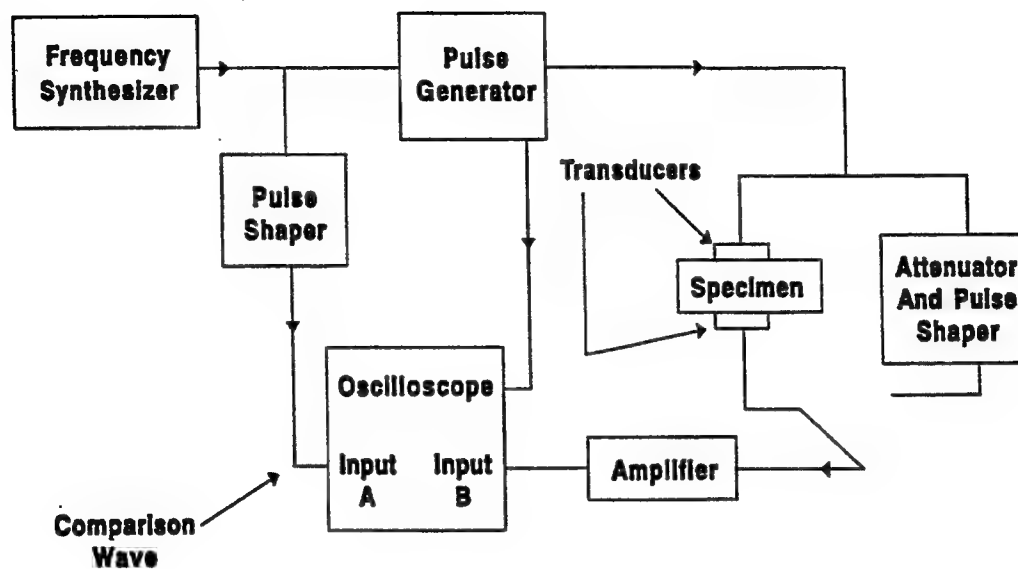 Frequency
Synthesizer
Pulse
Generator
Pulse
Shaper
Transducers
Specimen
Attenuator
And Pulse
Shaper
Oscilloscope
Input
A
Input
B
Amplifier
Comparison
Wave